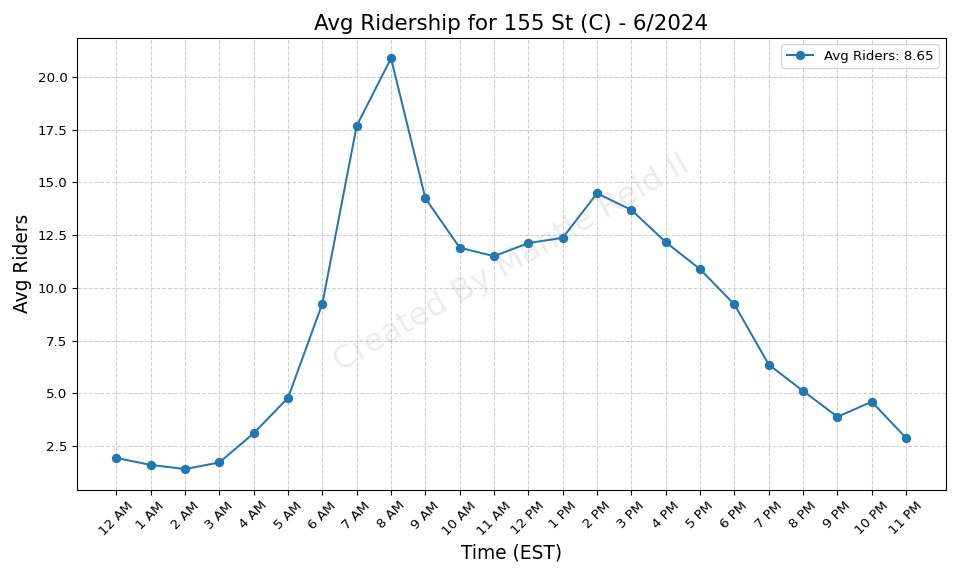 Avg Ridership for 155 St (C) - 6/2024
Avg Riders: 8.65
20.0
17.5
15.0
12.5
10.0
7.5
5.0
2.5
Avg Riders
Created By Mantie Reid II
12 AM 1 AM 2 AM 3 AM 4 AM 5 AM 6 AM 7 AM 8 AM 9 AM 10 AM 11 AM 12 PM 1 PM 2 PM 3 PM 4 PM 5 PM 6 PM 7 PM 8 PM 9 PM 10 PM 11 PM
Time (EST)